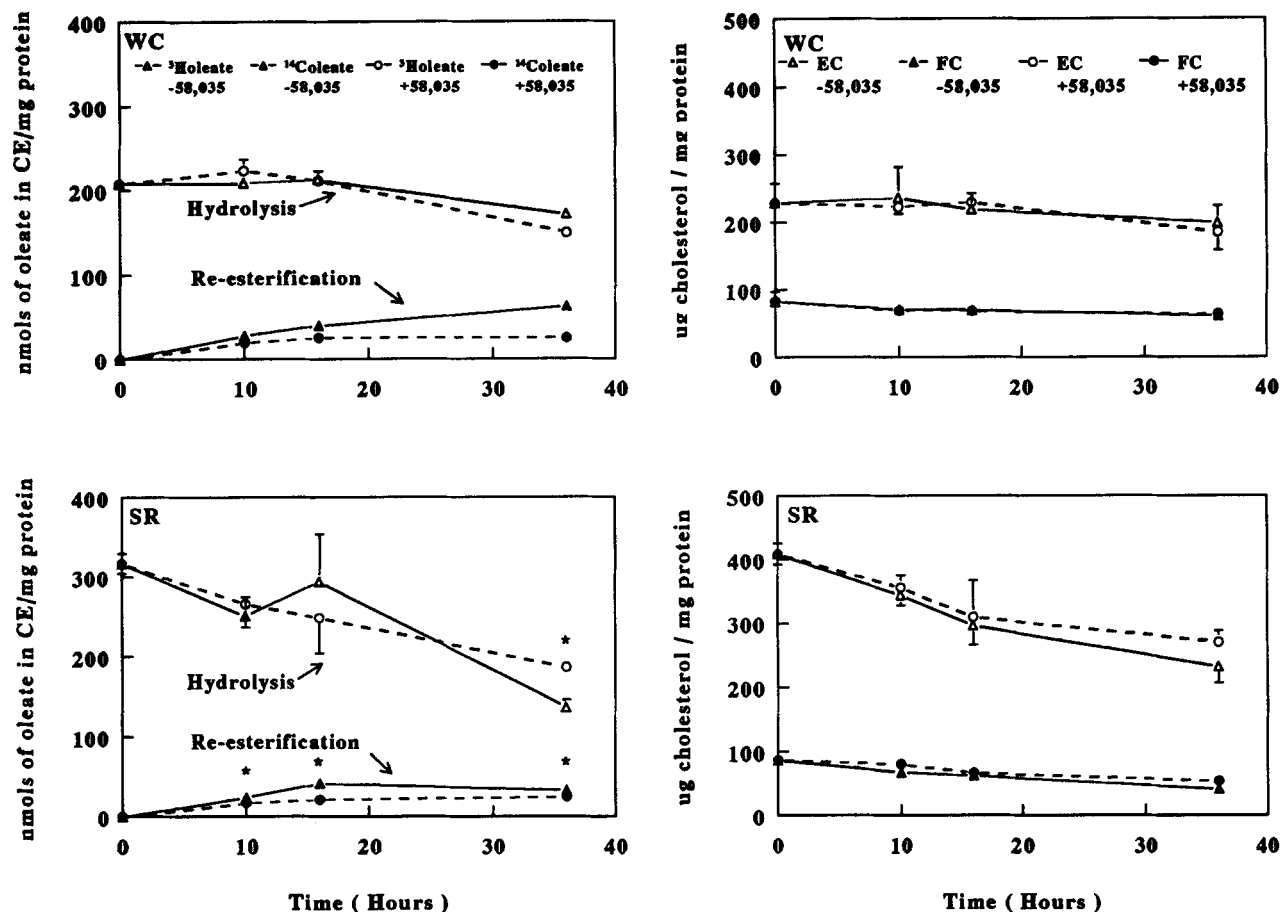 nmols of oleate in CE/mg protein
400
300
200
100
0
WC
³Holeate ¹⁴Coleate ³Holeate ¹⁴Coleate
-58,035 -58,035 +58,035 +58,035
Hydrolysis
Re-esterification
0 10 20 30 40
ug cholesterol / mg protein
500
400
300
200
100
0
WC
EC FC EC FC
-58,035 -58,035 +58,035 +58,035
0 10 20 30 40
nmols of oleate in CE/mg protein
400
300
200
100
0
SR
*
Hydrolysis
Re-esterification
* * *
0 10 20 30 40
Time ( Hours )
ug cholesterol / mg protein
500
400
300
200
100
0
SR
0 10 20 30 40
Time ( Hours )